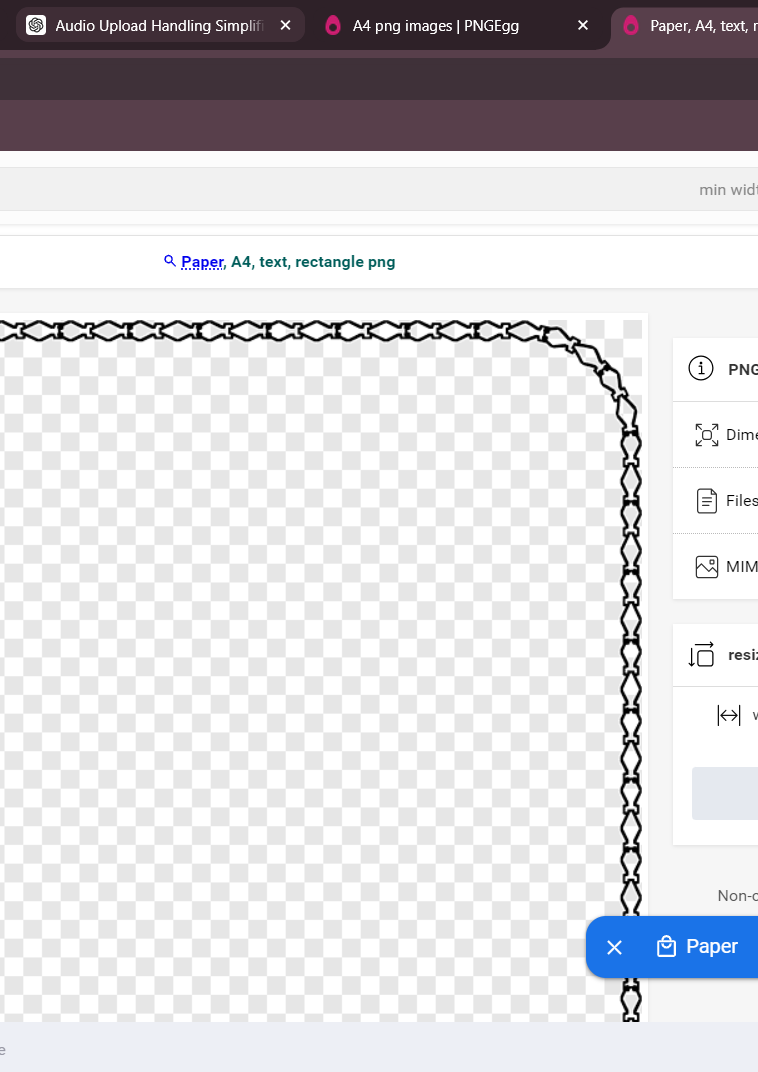 Audio Upload Handling Simplifi
A4 png images | PNGEgg
Paper, A4, text, r
min widt
Paper, A4, text, rectangle png
PNG
Dime
Files
MIM
resiz
Non-c
Paper
e